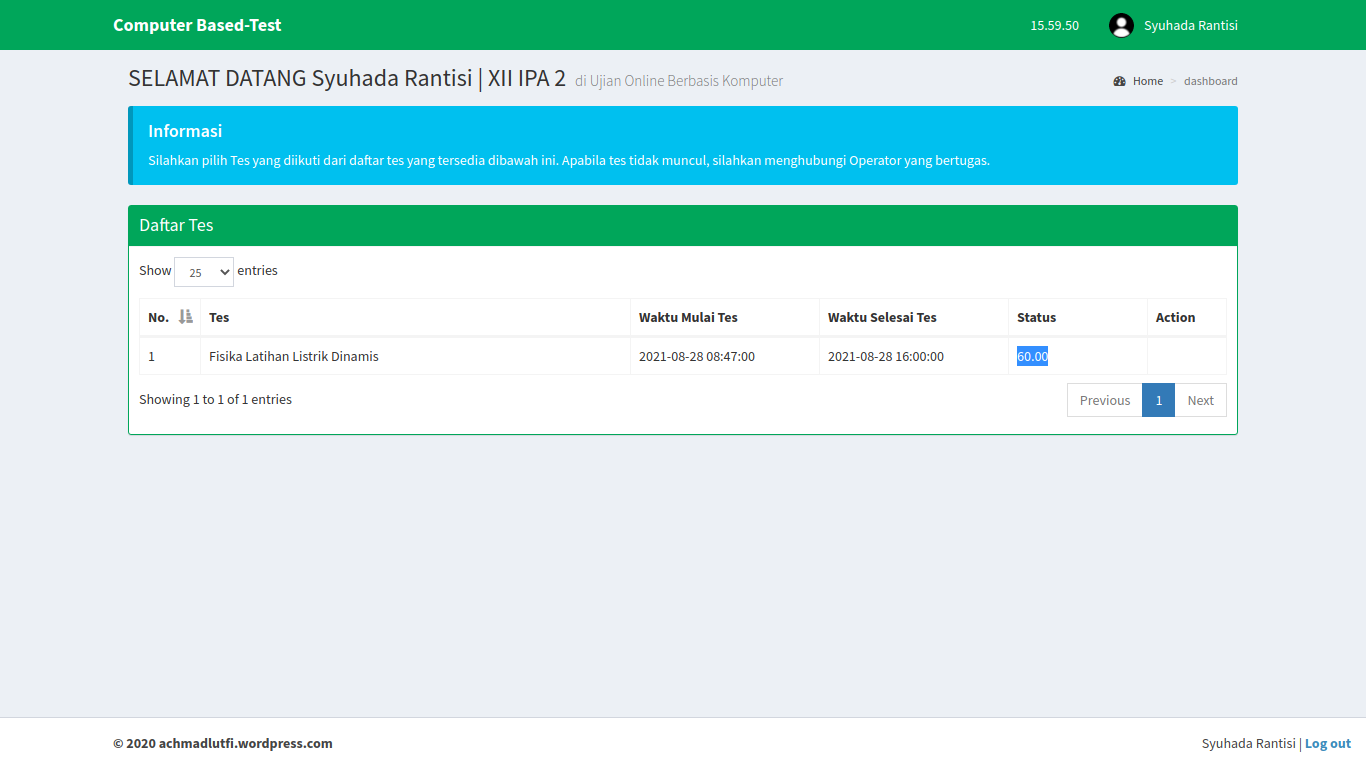 Computer Based-Test
15.59.50
Syuhada Rantisi
SELAMAT DATANG Syuhada Rantisi | XII IPA 2 di Ujian Online Berbasis Komputer
Home > dashboard
Informasi
Silahkan pilih Tes yang diikuti dari daftar tes yang tersedia dibawah ini. Apabila tes tidak muncul, silahkan menghubungi Operator yang bertugas.
Daftar Tes
Show 25 entries
No. Tes Waktu Mulai Tes Waktu Selesai Tes Status Action
1 Fisika Latihan Listrik Dinamis 2021-08-28 08:47:00 2021-08-28 16:00:00 60.00
Showing 1 to 1 of 1 entries
Previous 1 Next
© 2020 achmadlutfi.wordpress.com
Syuhada Rantisi | Log out